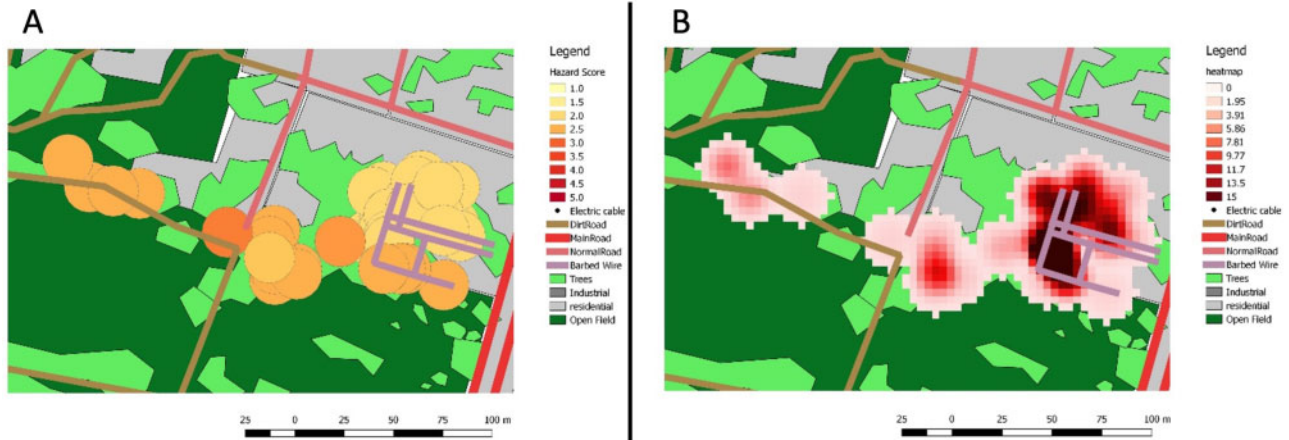 A
Legend
Hazard Score
1.0
1.5
2.0
2.5
3.0
3.5
4.0
4.5
5.0
Electric cable
DirtRoad
MainRoad
NormalRoad
Barbed Wire
Trees
Industrial
residential
Open Field
25 0 25 50 75 100 m
B
Legend
heatmap
0
1.95
3.91
5.86
7.81
9.77
11.7
13.5
15
Electric cable
DirtRoad
MainRoad
NormalRoad
Barbed Wire
Trees
Industrial
residential
Open Field
25 0 25 50 75 100 m